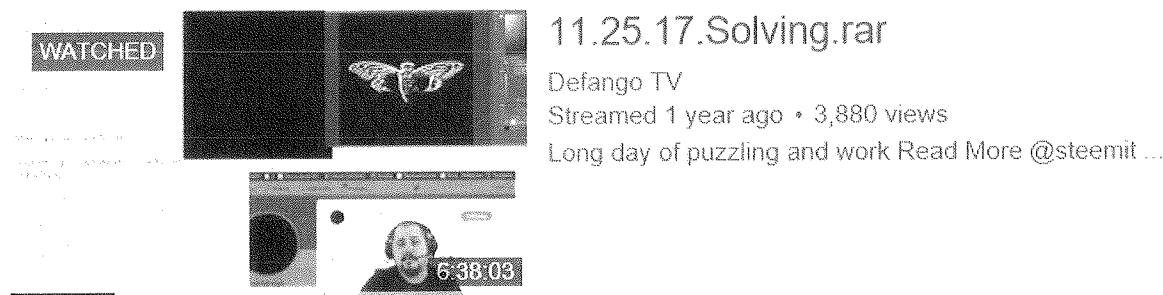 WATCHED
11.25.17.Solving.rar
Defango TV
Streamed 1 year ago • 3,880 views
Long day of puzzling and work Read More @steemit ...
6:38:03